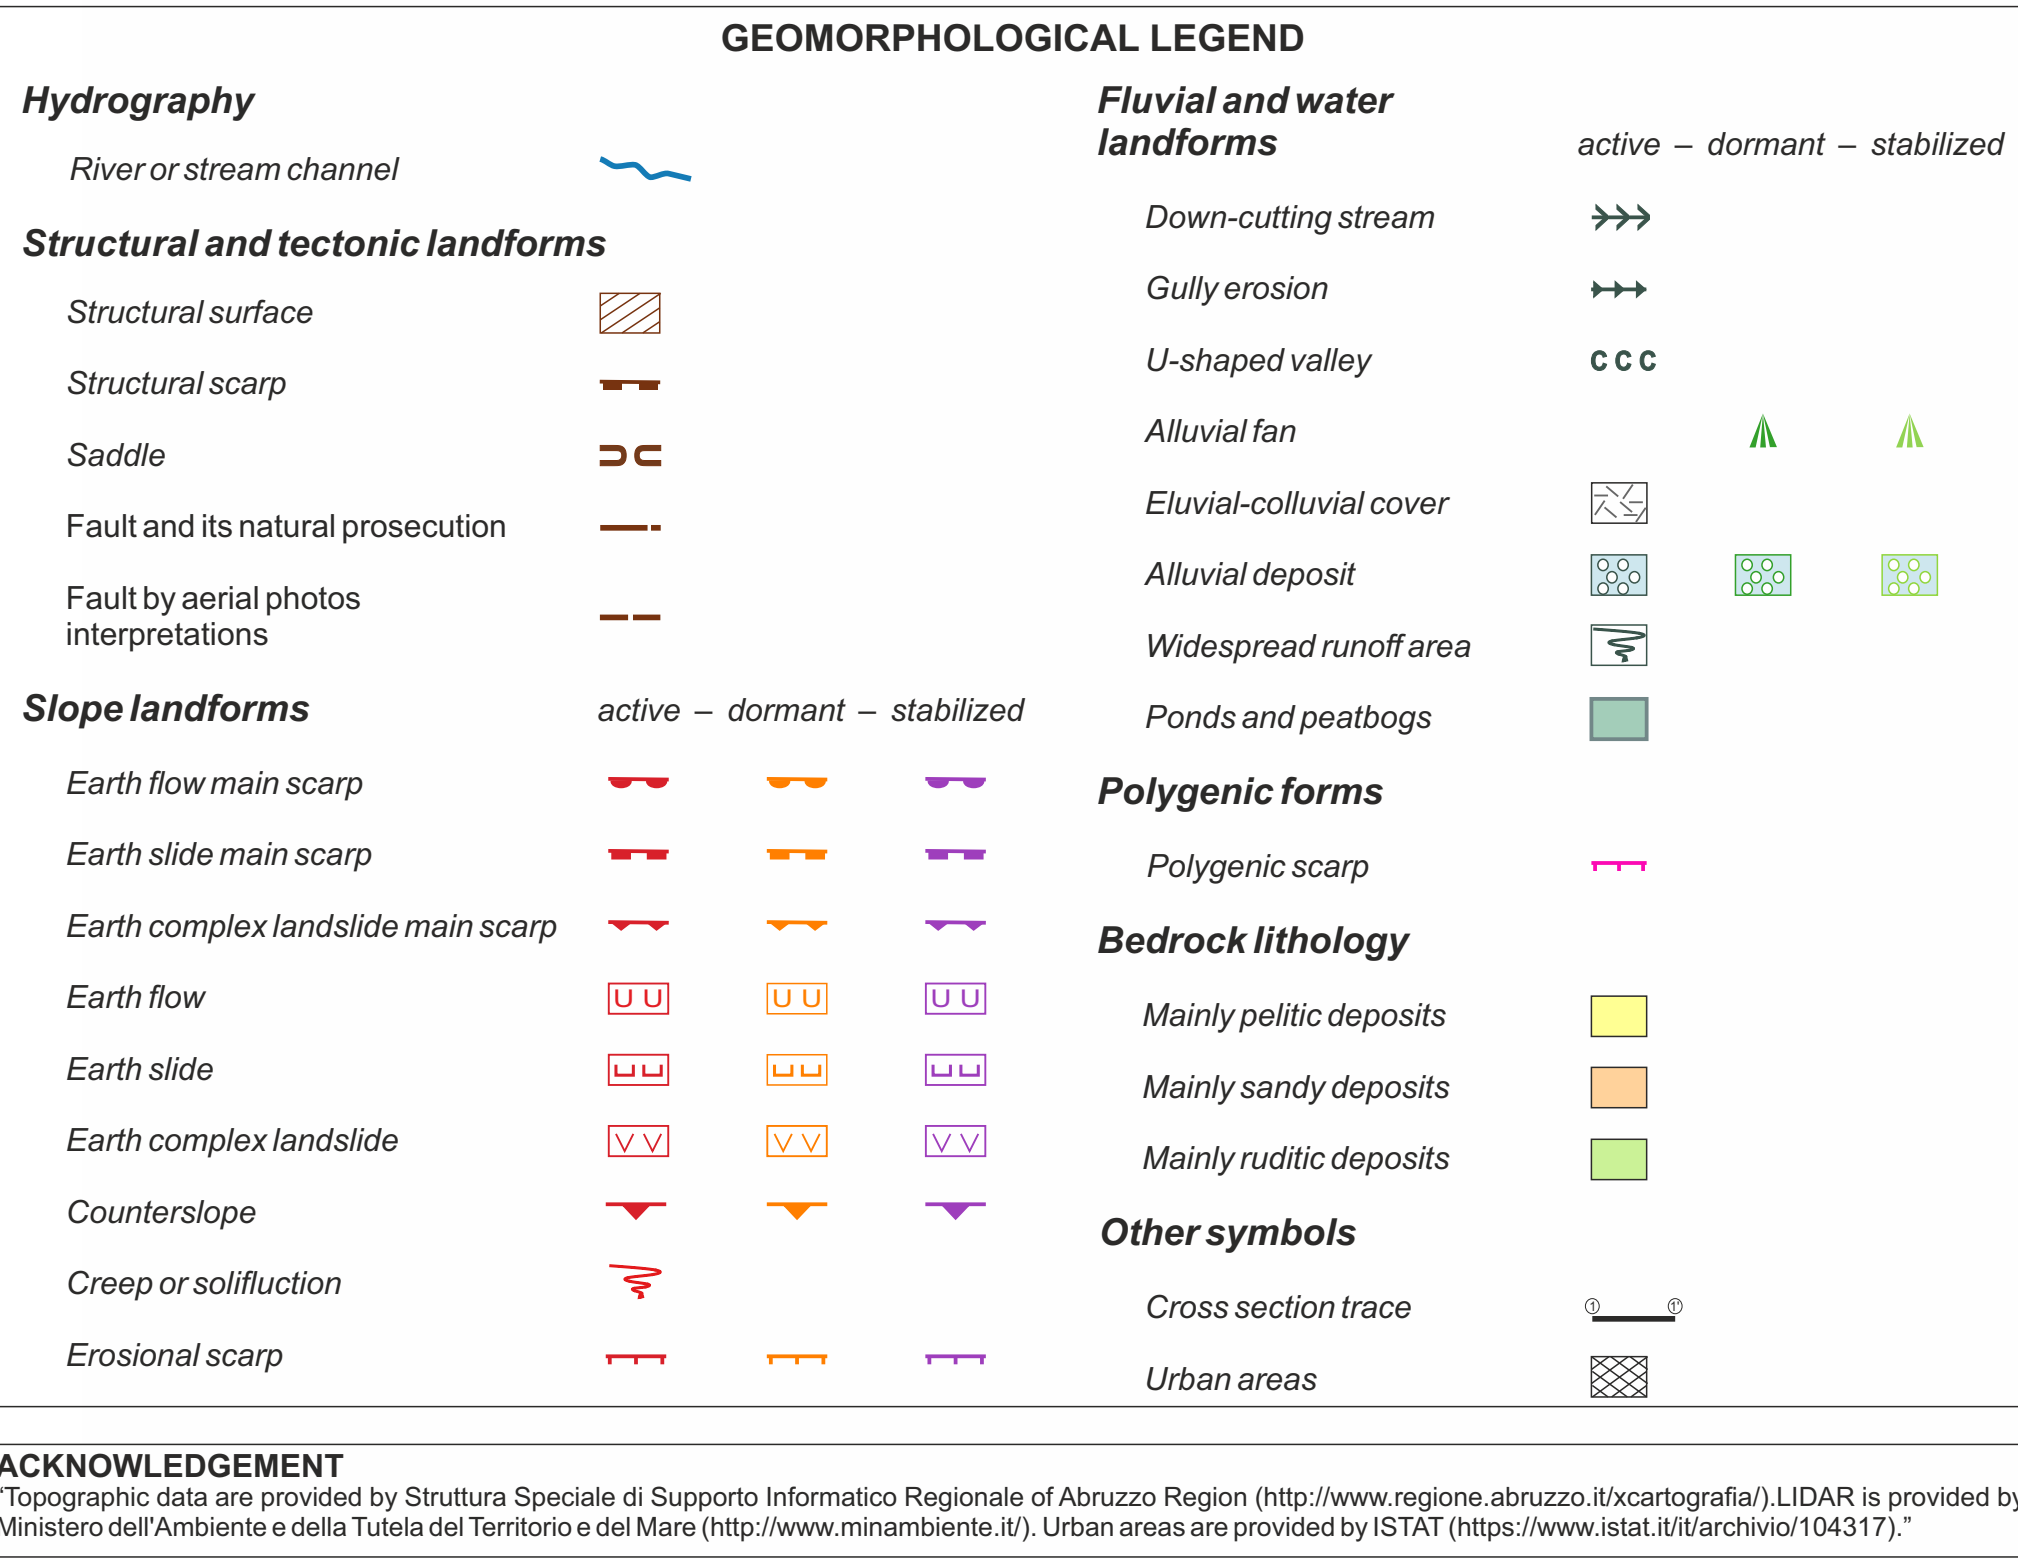 GEOMORPHOLOGICAL LEGEND
Hydrography
River or stream channel
Structural and tectonic landforms
Structural surface
Structural scarp
Saddle
Fault and its natural prosecution
Fault by aerial photos
interpretations
Slope landforms active – dormant – stabilized
Earth flow main scarp
Earth slide main scarp
Earth complex landslide main scarp
Earth flow
Earth slide
Earth complex landslide
Counterslope
Creep or solifluction
Erosional scarp
Fluvial and water
landforms active – dormant – stabilized
Down-cutting stream
Gully erosion
U-shaped valley
Alluvial fan
Eluvial-colluvial cover
Alluvial deposit
Widespread runoff area
Ponds and peatbogs
Polygenic forms
Polygenic scarp
Bedrock lithology
Mainly pelitic deposits
Mainly sandy deposits
Mainly ruditic deposits
Other symbols
Cross section trace 1 1'
Urban areas
ACKNOWLEDGEMENT
“Topographic data are provided by Struttura Speciale di Supporto Informatico Regionale of Abruzzo Region (http://www.regione.abruzzo.it/xcartografia/).LIDAR is provided by
Ministero dell'Ambiente e della Tutela del Territorio e del Mare (http://www.minambiente.it/). Urban areas are provided by ISTAT (https://www.istat.it/it/archivio/104317).”